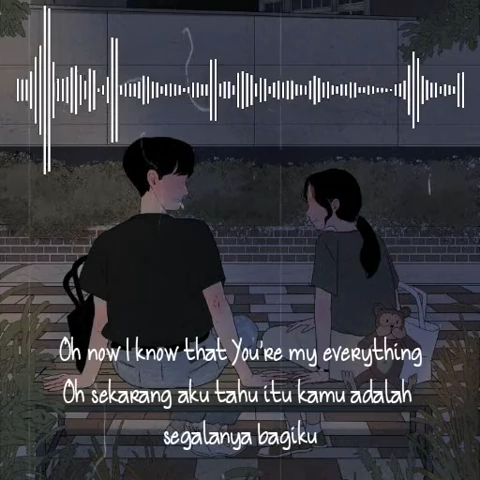 Oh now I know that You're my everything
Oh sekarang aku tahu itu kamu adalah
segalanya bagiku